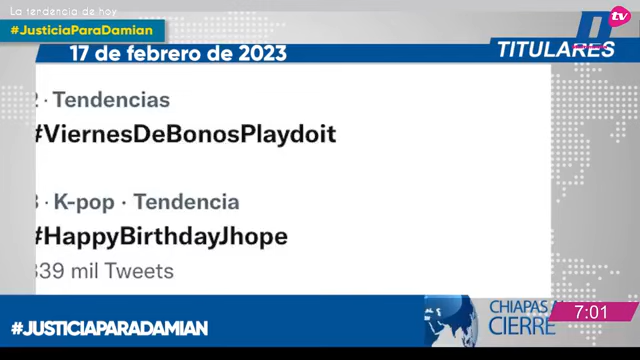 La tendencia de hoy
#JusticiaParaDamian
17 de febrero de 2023
TITULARES
tv
2 · Tendencias
#ViernesDeBonosPlaydoit
3 · K-pop · Tendencia
#HappyBirthdayJhope
339 mil Tweets
#JUSTICIAPARADAMIAN
CHIAPAS
CIERRE
7:01